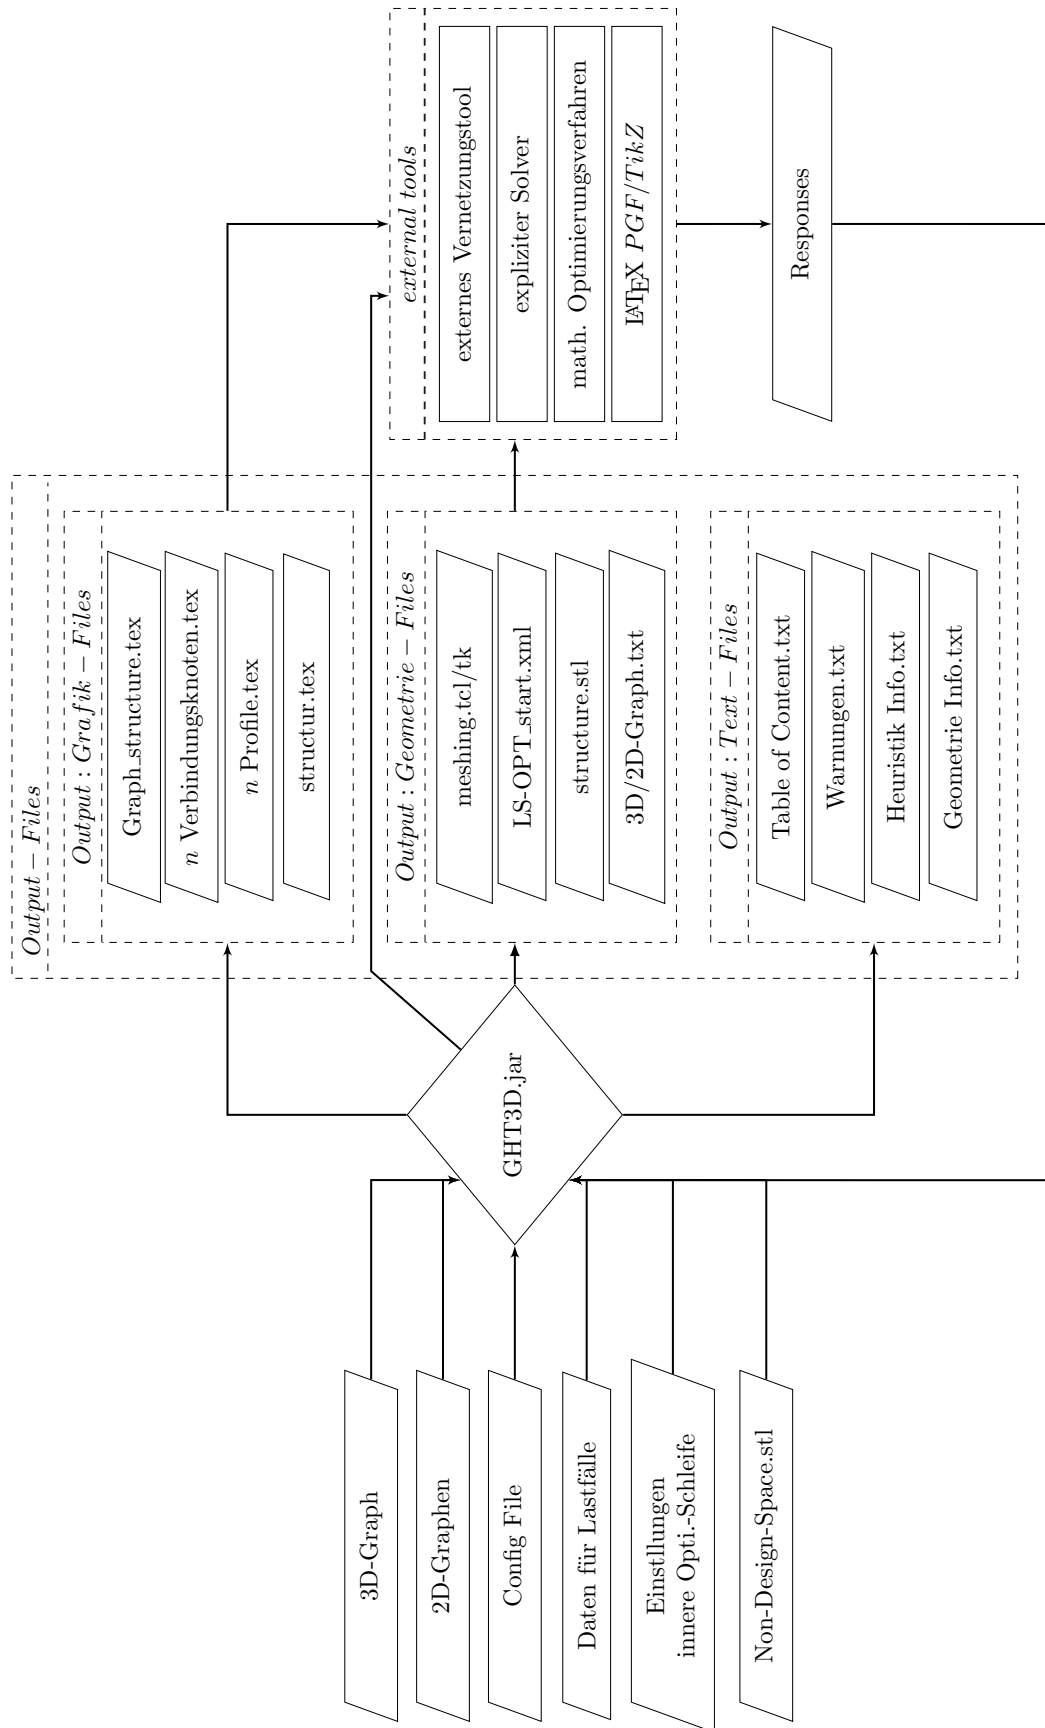 3D-Graph
2D-Graphen
Config File
Daten für Lastfälle
Einstllungen
innere Opti.-Schleife
Non-Design-Space.stl
GHT3D.jar
Output − Files
Output : Grafik − Files
Graph_structure.tex
n Verbindungsknoten.tex
n Profile.tex
structur.tex
Output : Geometrie − Files
meshing.tcl/tk
LS-OPT_start.xml
structure.stl
3D/2D-Graph.txt
Output : Text − Files
Table of Content.txt
Warnungen.txt
Heuristik Info.txt
Geometrie Info.txt
external tools
externes Vernetzungstool
expliziter Solver
math. Optimierungsverfahren
LATEX PGF/TikZ
Responses